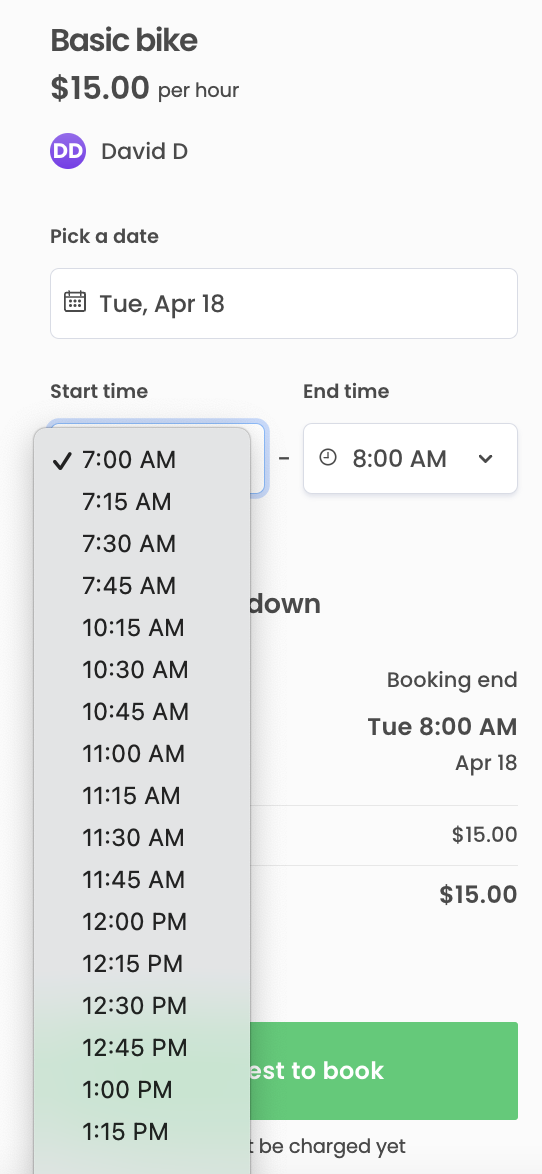 Basic bike
$15.00 per hour
DD David D
Pick a date
Tue, Apr 18
Start time
End time
8:00 AM
7:00 AM
7:15 AM
7:30 AM
7:45 AM
10:15 AM
10:30 AM
10:45 AM
11:00 AM
11:15 AM
11:30 AM
11:45 AM
12:00 PM
12:15 PM
12:30 PM
12:45 PM
1:00 PM
1:15 PM
down
Booking end
Tue 8:00 AM
Apr 18
$15.00
$15.00
est to book
t be charged yet